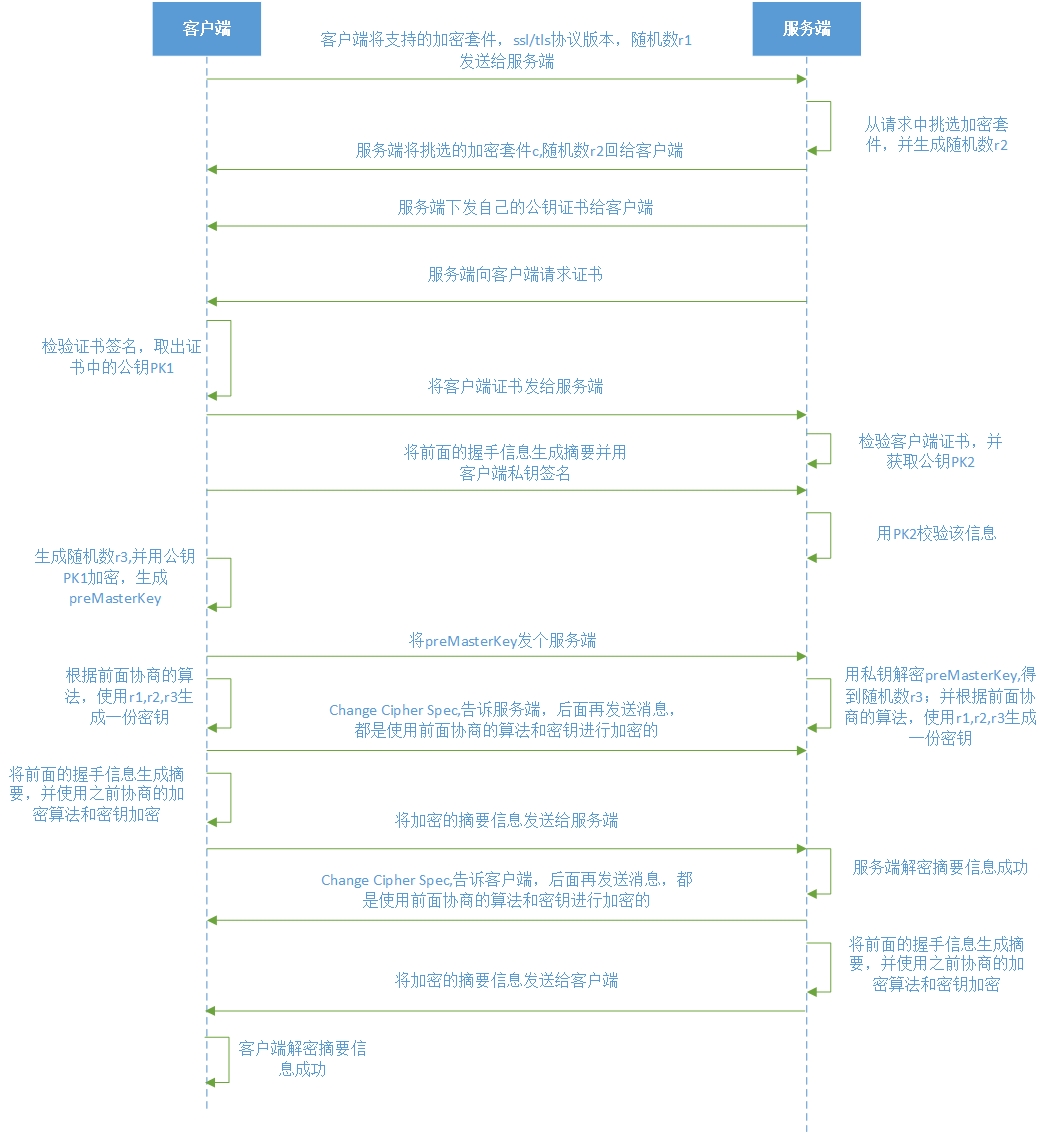 客户端
服务端
客户端将支持的加密套件，ssl/tls协议版本，随机数r1
发送给服务端
从请求中挑选加密套
件，并生成随机数r2
服务端将挑选的加密套件c,随机数r2回给客户端
服务端下发自己的公钥证书给客户端
服务端向客户端请求证书
检验证书签名，取出证
书中的公钥PK1
将客户端证书发给服务端
检验客户端证书，并
获取公钥PK2
将前面的握手信息生成摘要并用
客户端私钥签名
用PK2校验该信息
生成随机数r3,并用公钥
PK1加密，生成
preMasterKey
将preMasterKey发个服务端
根据前面协商的算
法，使用r1,r2,r3生
成一份密钥
用私钥解密preMasterKey,得
到随机数r3；并根据前面协
商的算法，使用r1,r2,r3生成
一份密钥
Change Cipher Spec,告诉服务端，后面再发送消息，
都是使用前面协商的算法和密钥进行加密的
将前面的握手信息生成摘
要，并使用之前协商的加
密算法和密钥加密
将加密的摘要信息发送给服务端
服务端解密摘要信息成功
Change Cipher Spec,告诉客户端，后面再发送消息，都
是使用前面协商的算法和密钥进行加密的
将前面的握手信息生成摘
要，并使用之前协商的加
密算法和密钥加密
将加密的摘要信息发送给客户端
客户端解密摘要信
息成功